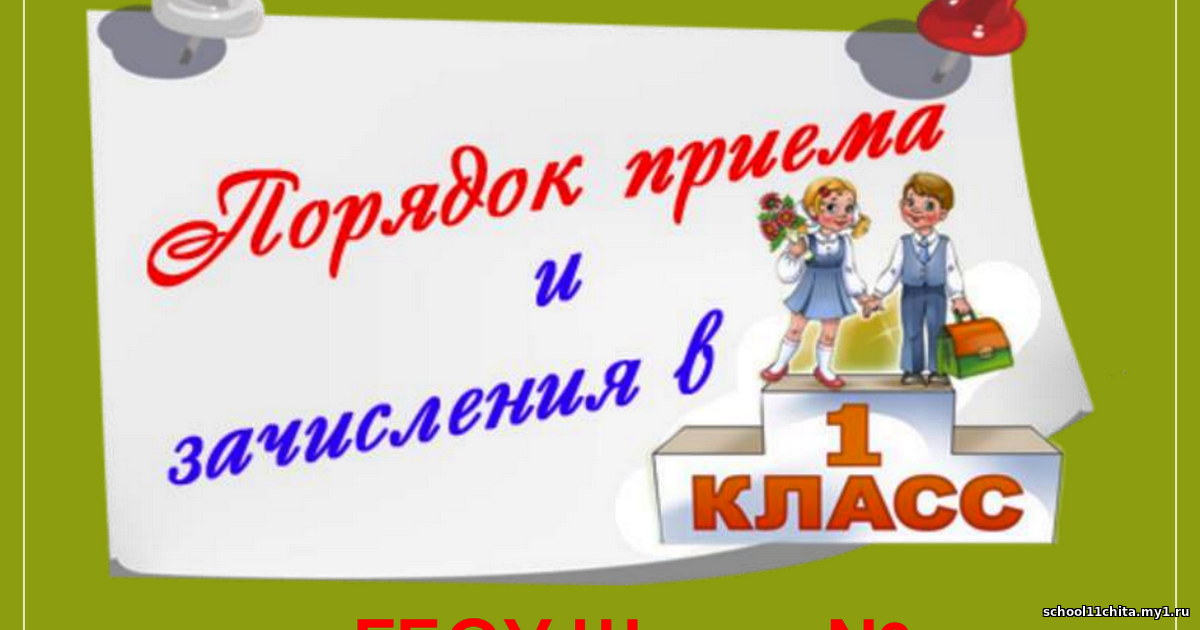 Порядок приема
и
зачисления в
1
КЛАСС
school11chita.my1.ru